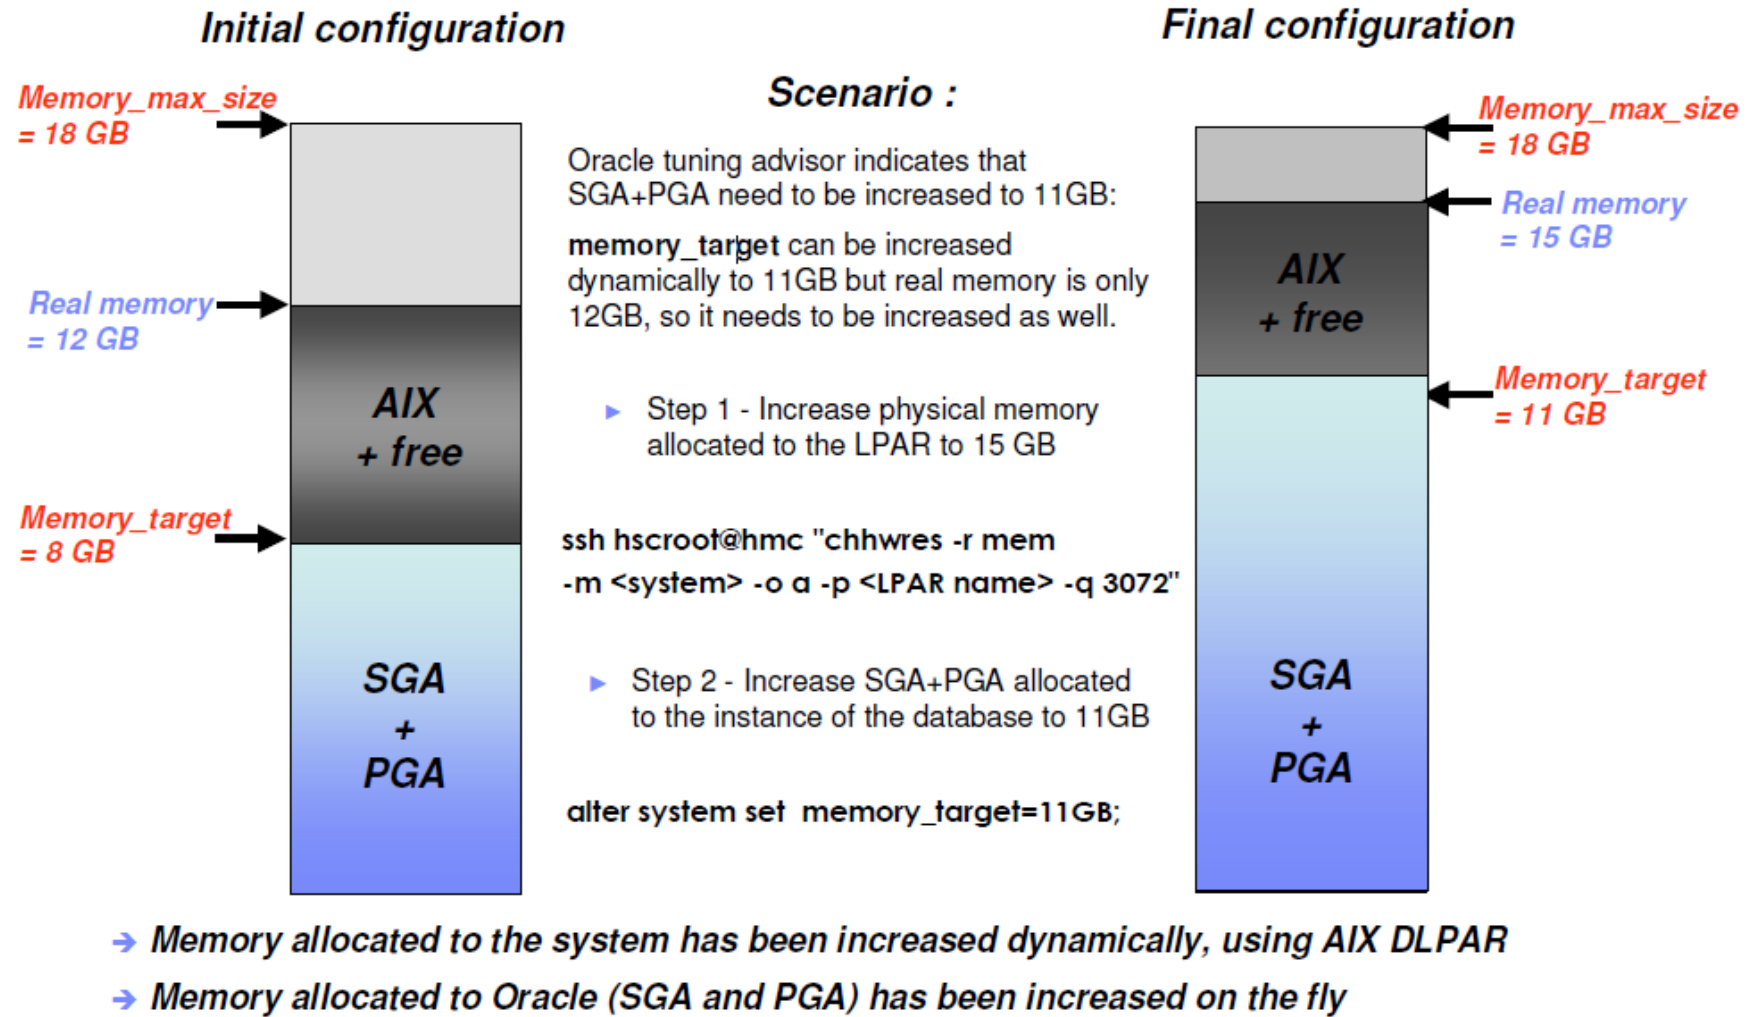 Initial configuration
Final configuration
Memory_max_size
= 18 GB
Real memory
= 12 GB
AIX
+ free
Memory_target
= 8 GB
SGA
+
PGA
Scenario :
Oracle tuning advisor indicates that
SGA+PGA need to be increased to 11GB:
memory_target can be increased
dynamically to 11GB but real memory is only
12GB, so it needs to be increased as well.
► Step 1 - Increase physical memory
allocated to the LPAR to 15 GB
ssh hscroot@hmc "chhwres -r mem
-m <system> -o a -p <LPAR name> -q 3072"
► Step 2 - Increase SGA+PGA allocated
to the instance of the database to 11GB
alter system set  memory_target=11GB;
Memory_max_size
= 18 GB
Real memory
= 15 GB
AIX
+ free
Memory_target
= 11 GB
SGA
+
PGA
➔ Memory allocated to the system has been increased dynamically, using AIX DLPAR
➔ Memory allocated to Oracle (SGA and PGA) has been increased on the fly